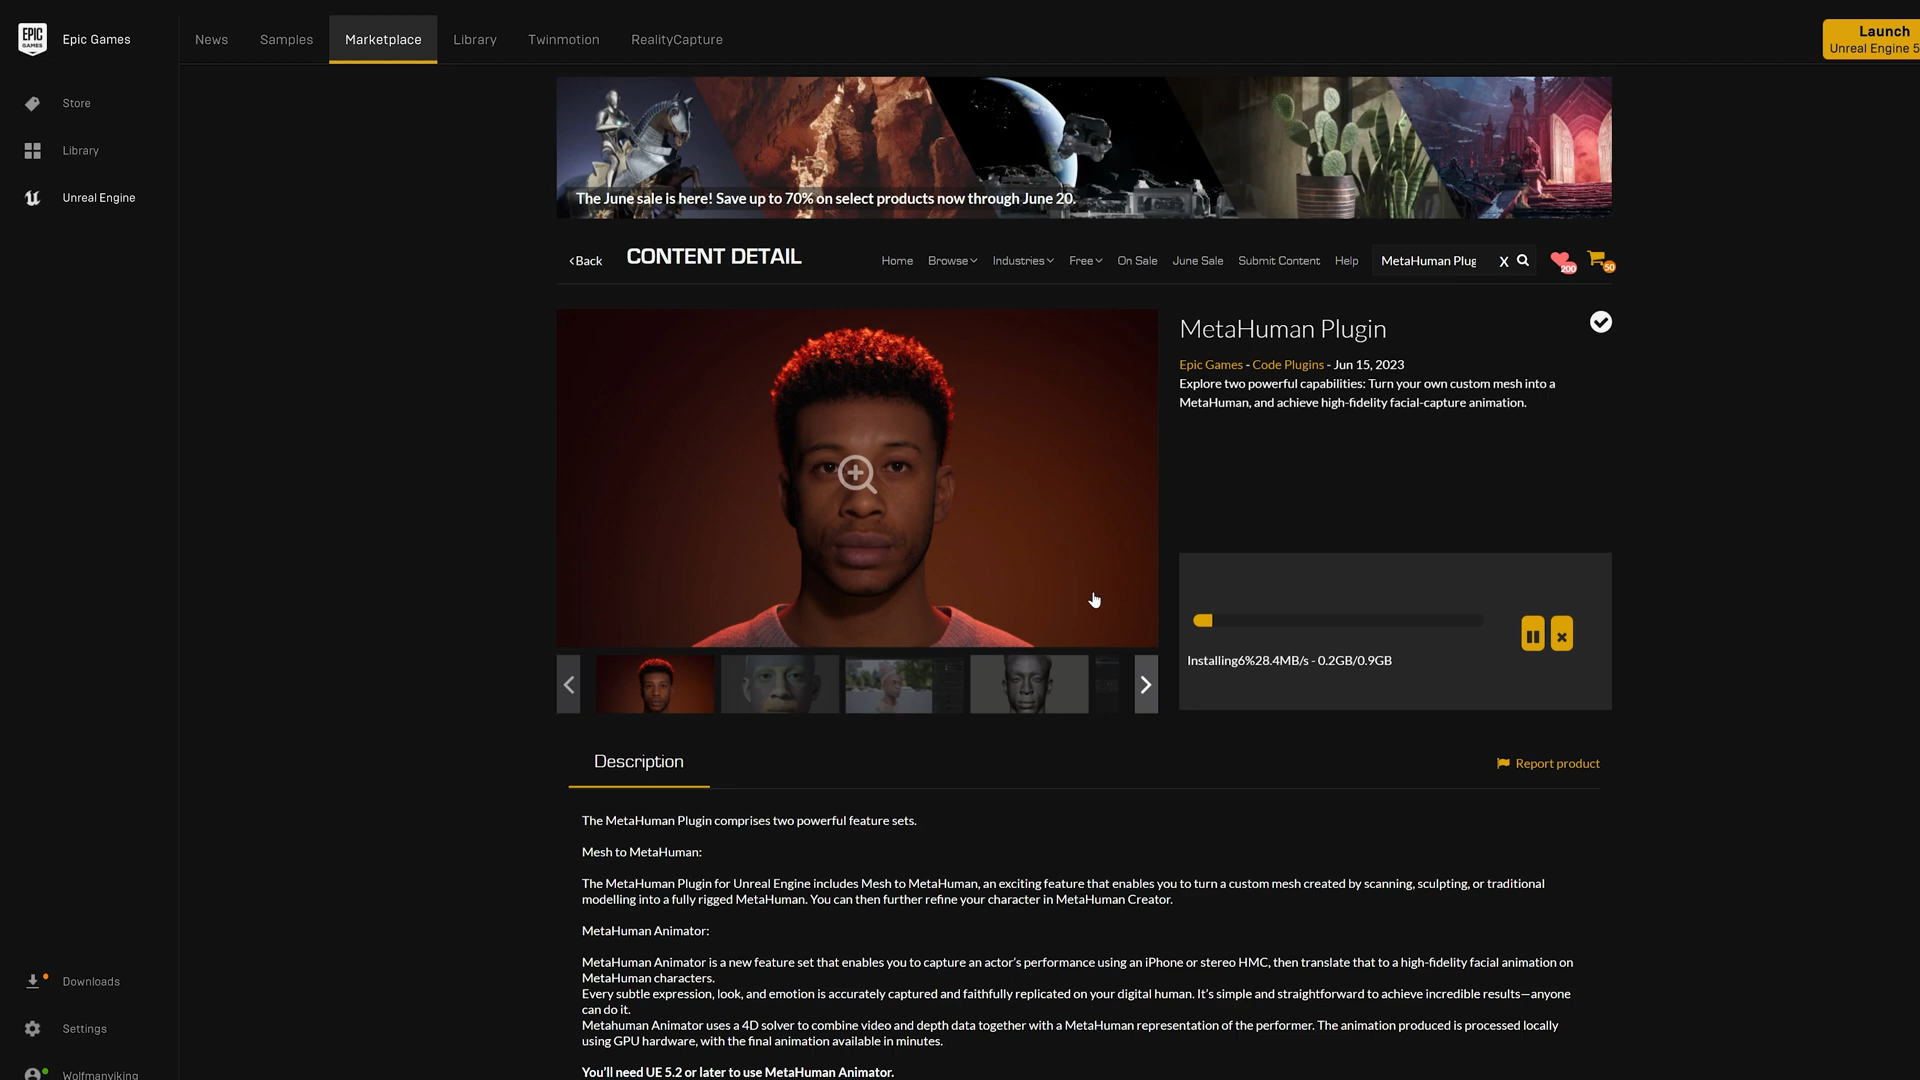 EPIC GAMES
Epic Games
News
Samples
Marketplace
Library
Twinmotion
RealityCapture
Launch
Unreal Engine 5
Store
Library
Unreal Engine
The June sale is here! Save up to 70% on select products now through June 20.
Back
CONTENT DETAIL
Home
Browse
Industries
Free
On Sale
June Sale
Submit Content
Help
MetaHuman Plug
X
200
50
MetaHuman Plugin
Epic Games - Code Plugins - Jun 15, 2023
Explore two powerful capabilities: Turn your own custom mesh into a
MetaHuman, and achieve high-fidelity facial-capture animation.
Installing6%28.4MB/s - 0.2GB/0.9GB
Description
Report product
The MetaHuman Plugin comprises two powerful feature sets.
Mesh to MetaHuman:
The MetaHuman Plugin for Unreal Engine includes Mesh to MetaHuman, an exciting feature that enables you to turn a custom mesh created by scanning, sculpting, or traditional
modelling into a fully rigged MetaHuman. You can then further refine your character in MetaHuman Creator.
MetaHuman Animator:
MetaHuman Animator is a new feature set that enables you to capture an actor's performance using an iPhone or stereo HMC, then translate that to a high-fidelity facial animation on
MetaHuman characters.
Every subtle expression, look, and emotion is accurately captured and faithfully replicated on your digital human. It's simple and straightforward to achieve incredible results—anyone
can do it.
Metahuman Animator uses a 4D solver to combine video and depth data together with a MetaHuman representation of the performer. The animation produced is processed locally
using GPU hardware, with the final animation available in minutes.
You'll need UE 5.2 or later to use MetaHuman Animator.
Downloads
Settings
Wolfmanviking